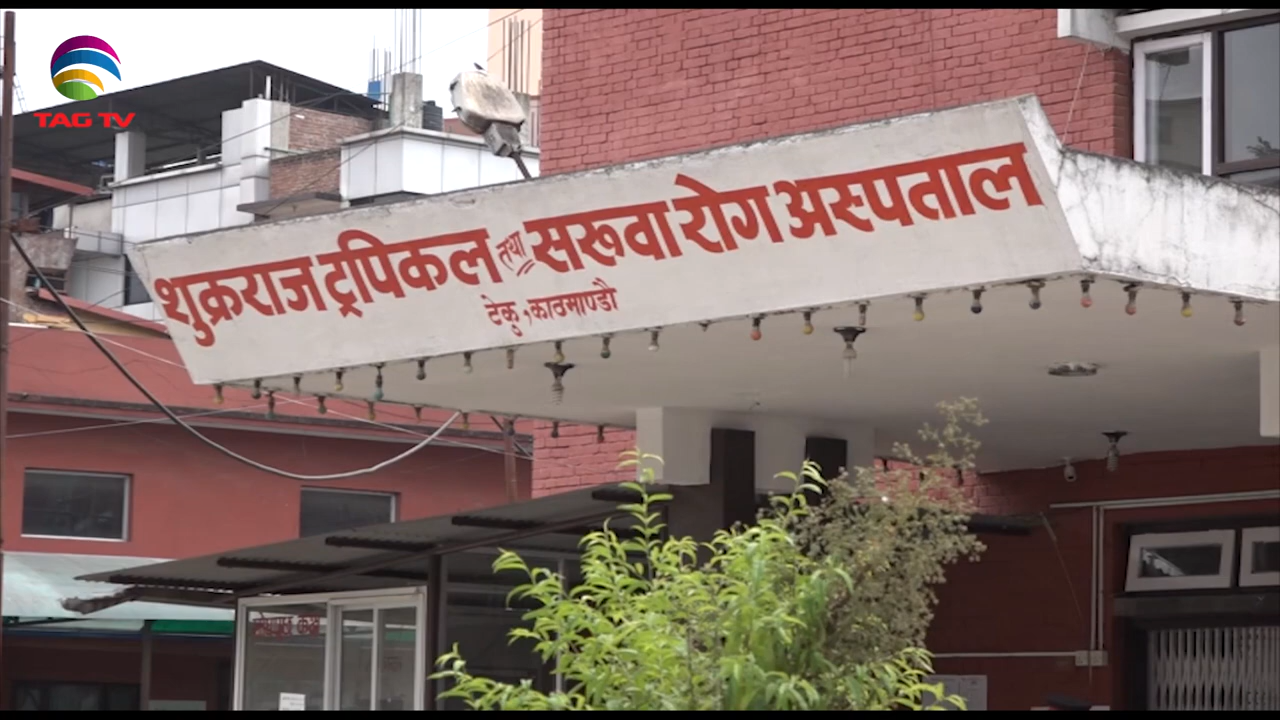 TAG TV
शुक्रराज ट्रपिकल तथा सरूवा रोग अस्पताल
टेकु, काठमाण्डौ